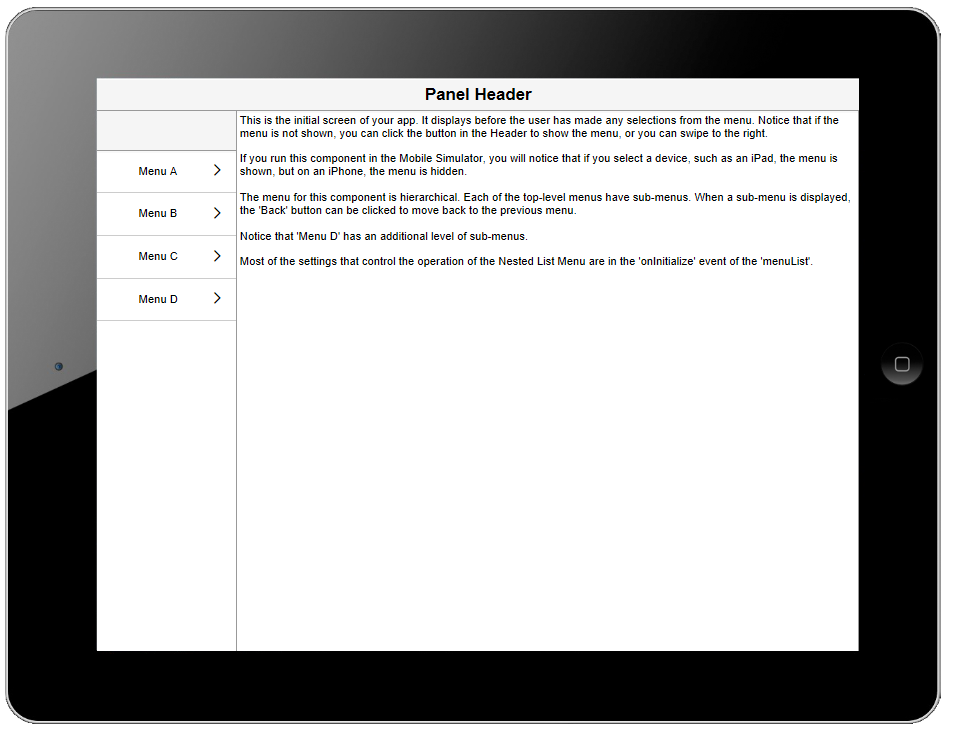 Panel Header
Menu A
Menu B
Menu C
Menu D
This is the initial screen of your app. It displays before the user has made any selections from the menu. Notice that if the
menu is not shown, you can click the button in the Header to show the menu, or you can swipe to the right.
If you run this component in the Mobile Simulator, you will notice that if you select a device, such as an iPad, the menu is
shown, but on an iPhone, the menu is hidden.
The menu for this component is hierarchical. Each of the top-level menus have sub-menus. When a sub-menu is displayed,
the 'Back' button can be clicked to move back to the previous menu.
Notice that 'Menu D' has an additional level of sub-menus.
Most of the settings that control the operation of the Nested List Menu are in the 'onInitialize' event of the 'menuList'.